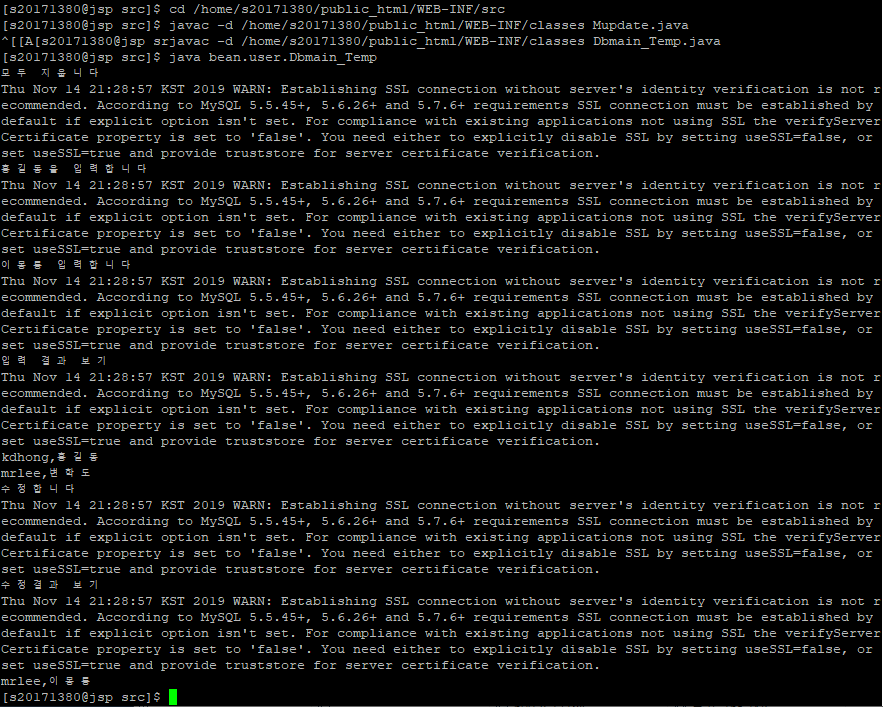 [s20171380@jsp src]$ cd /home/s20171380/public_html/WEB-INF/src
[s20171380@jsp src]$ javac -d /home/s20171380/public_html/WEB-INF/classes Mupdate.java
^[[A[s20171380@jsp srjavac -d /home/s20171380/public_html/WEB-INF/classes Dbmain_Temp.java
[s20171380@jsp src]$ java bean.user.Dbmain_Temp
모두 지웁니다
Thu Nov 14 21:28:57 KST 2019 WARN: Establishing SSL connection without server's identity verification is not r
ecommended. According to MySQL 5.5.45+, 5.6.26+ and 5.7.6+ requirements SSL connection must be established by
default if explicit option isn't set. For compliance with existing applications not using SSL the verifyServer
Certificate property is set to 'false'. You need either to explicitly disable SSL by setting useSSL=false, or
set useSSL=true and provide truststore for server certificate verification.
홍길동을 입력합니다
Thu Nov 14 21:28:57 KST 2019 WARN: Establishing SSL connection without server's identity verification is not r
ecommended. According to MySQL 5.5.45+, 5.6.26+ and 5.7.6+ requirements SSL connection must be established by
default if explicit option isn't set. For compliance with existing applications not using SSL the verifyServer
Certificate property is set to 'false'. You need either to explicitly disable SSL by setting useSSL=false, or
set useSSL=true and provide truststore for server certificate verification.
이몽룡 입력합니다
Thu Nov 14 21:28:57 KST 2019 WARN: Establishing SSL connection without server's identity verification is not r
ecommended. According to MySQL 5.5.45+, 5.6.26+ and 5.7.6+ requirements SSL connection must be established by
default if explicit option isn't set. For compliance with existing applications not using SSL the verifyServer
Certificate property is set to 'false'. You need either to explicitly disable SSL by setting useSSL=false, or
set useSSL=true and provide truststore for server certificate verification.
입력 결과 보기
Thu Nov 14 21:28:57 KST 2019 WARN: Establishing SSL connection without server's identity verification is not r
ecommended. According to MySQL 5.5.45+, 5.6.26+ and 5.7.6+ requirements SSL connection must be established by
default if explicit option isn't set. For compliance with existing applications not using SSL the verifyServer
Certificate property is set to 'false'. You need either to explicitly disable SSL by setting useSSL=false, or
set useSSL=true and provide truststore for server certificate verification.
kdhong,홍길동
mrlee,변학도
수정합니다
Thu Nov 14 21:28:57 KST 2019 WARN: Establishing SSL connection without server's identity verification is not r
ecommended. According to MySQL 5.5.45+, 5.6.26+ and 5.7.6+ requirements SSL connection must be established by
default if explicit option isn't set. For compliance with existing applications not using SSL the verifyServer
Certificate property is set to 'false'. You need either to explicitly disable SSL by setting useSSL=false, or
set useSSL=true and provide truststore for server certificate verification.
수정결과 보기
Thu Nov 14 21:28:57 KST 2019 WARN: Establishing SSL connection without server's identity verification is not r
ecommended. According to MySQL 5.5.45+, 5.6.26+ and 5.7.6+ requirements SSL connection must be established by
default if explicit option isn't set. For compliance with existing applications not using SSL the verifyServer
Certificate property is set to 'false'. You need either to explicitly disable SSL by setting useSSL=false, or
set useSSL=true and provide truststore for server certificate verification.
mrlee,이몽룡
[s20171380@jsp src]$